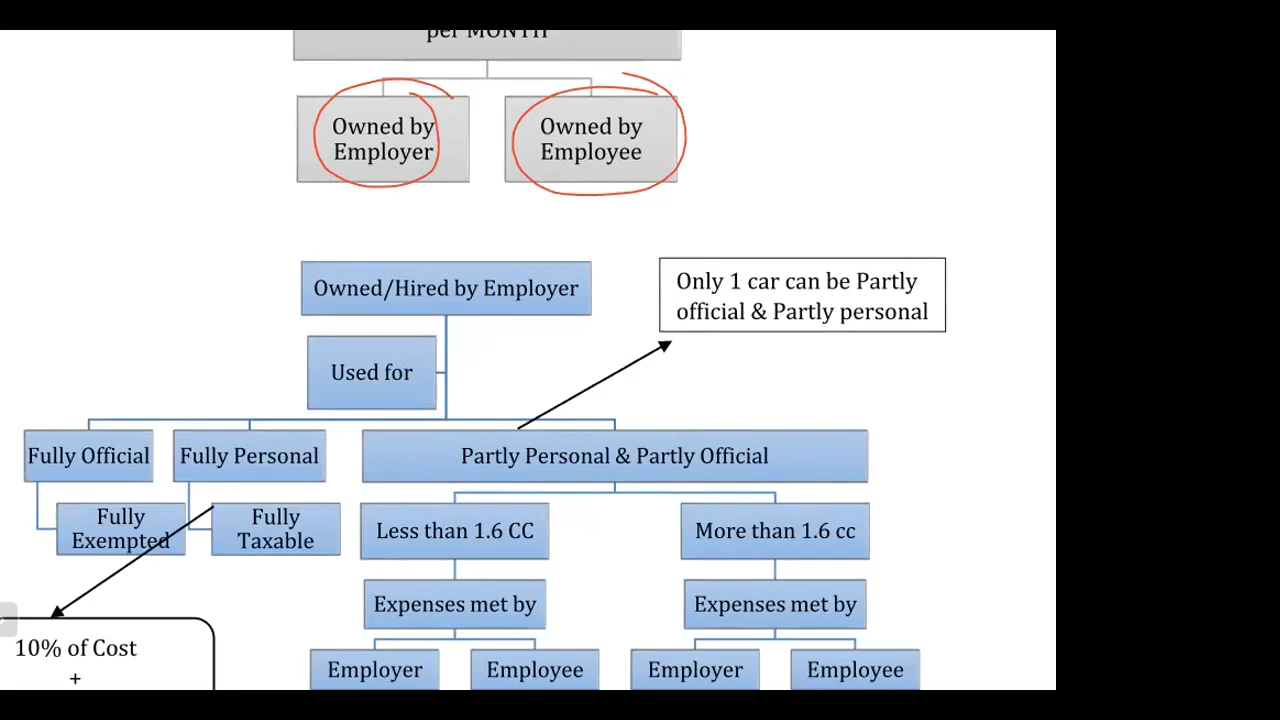 per MONTH
Owned by
Employer
Owned by
Employee
Owned/Hired by Employer
Only 1 car can be Partly
official & Partly personal
Used for
Fully Official
Fully Personal
Partly Personal & Partly Official
Fully
Exempted
Fully
Taxable
Less than 1.6 CC
More than 1.6 cc
Expenses met by
Expenses met by
10% of Cost
+
Employer
Employee
Employer
Employee